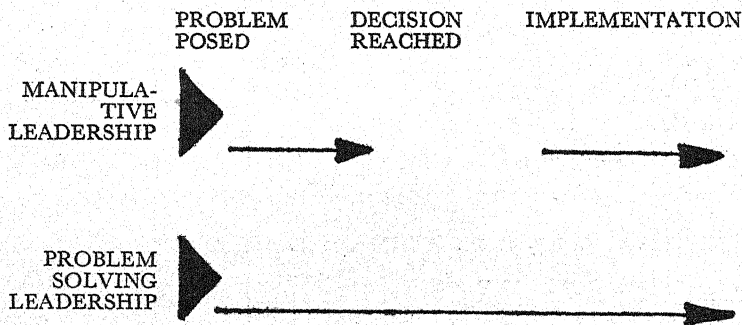 PROBLEM POSED
DECISION REACHED
IMPLEMENTATION
MANIPULA-
TIVE
LEADERSHIP
PROBLEM
SOLVING
LEADERSHIP